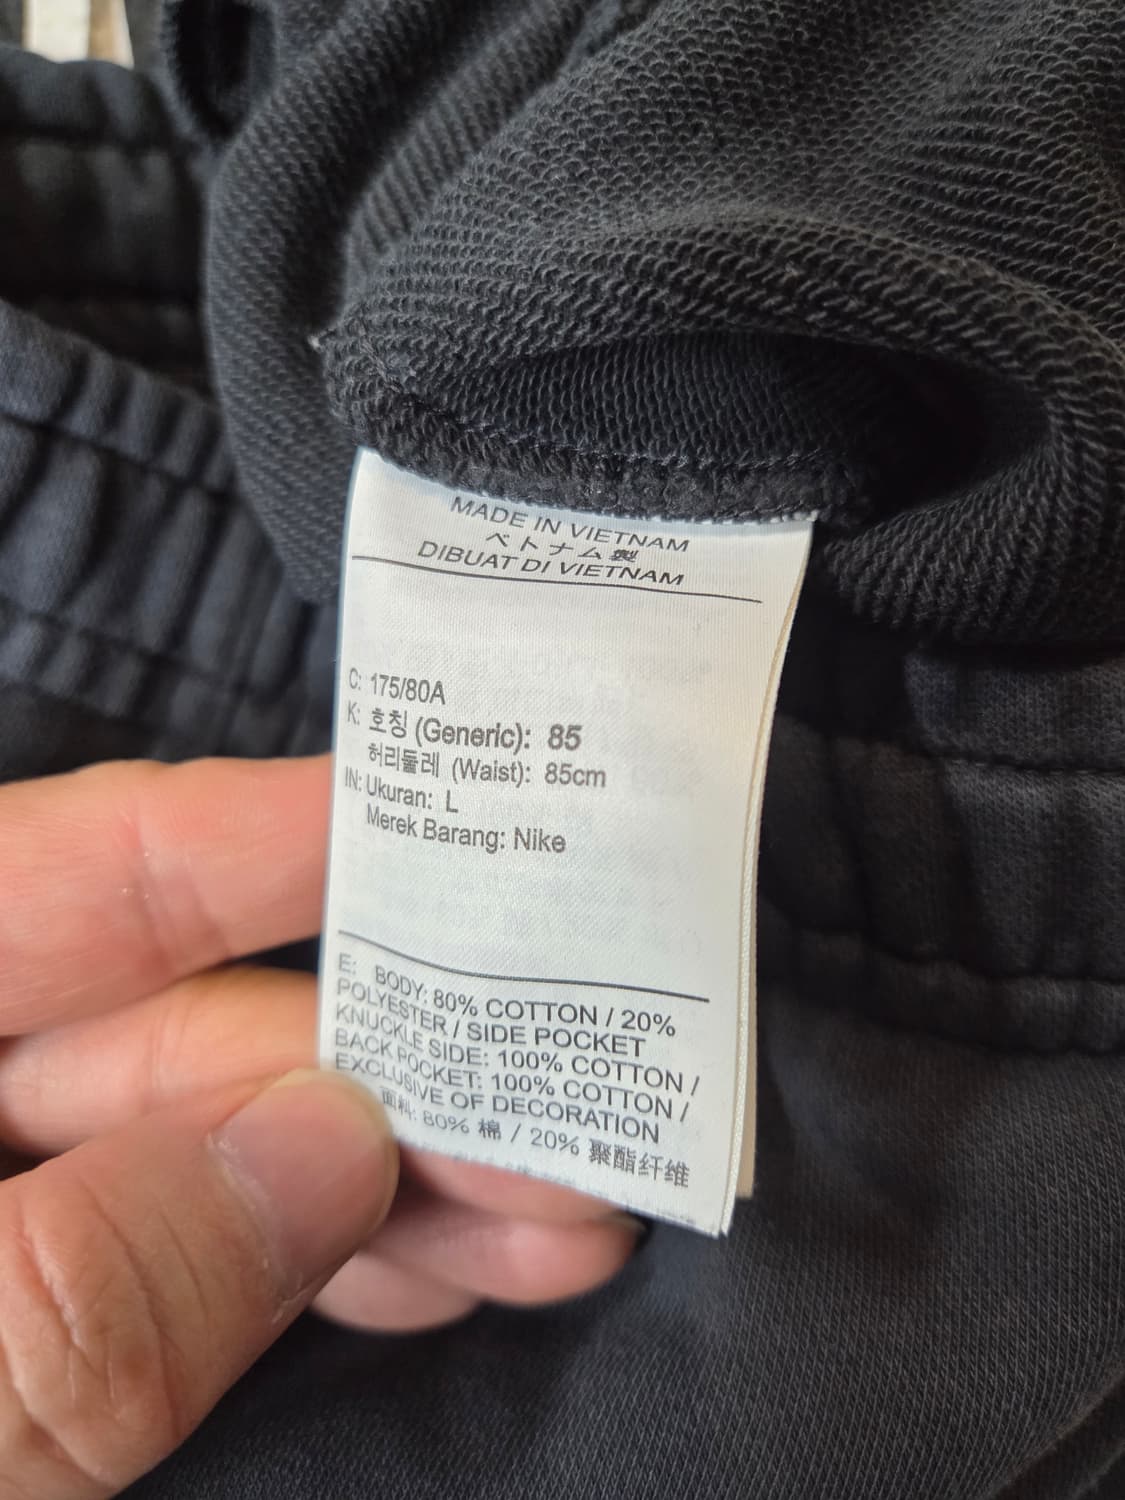 MADE IN VIETNAM
ベトナム製
DIBUAT DI VIETNAM
C: 175/80A
K: 호칭 (Generic): 85
허리둘레 (Waist): 85cm
IN: Ukuran: L
Merek Barang: Nike
E: BODY: 80% COTTON / 20%
POLYESTER / SIDE POCKET
KNUCKLE SIDE: 100% COTTON /
BACK POCKET: 100% COTTON /
EXCLUSIVE OF DECORATION
面料: 80% 棉 / 20% 聚酯纤维